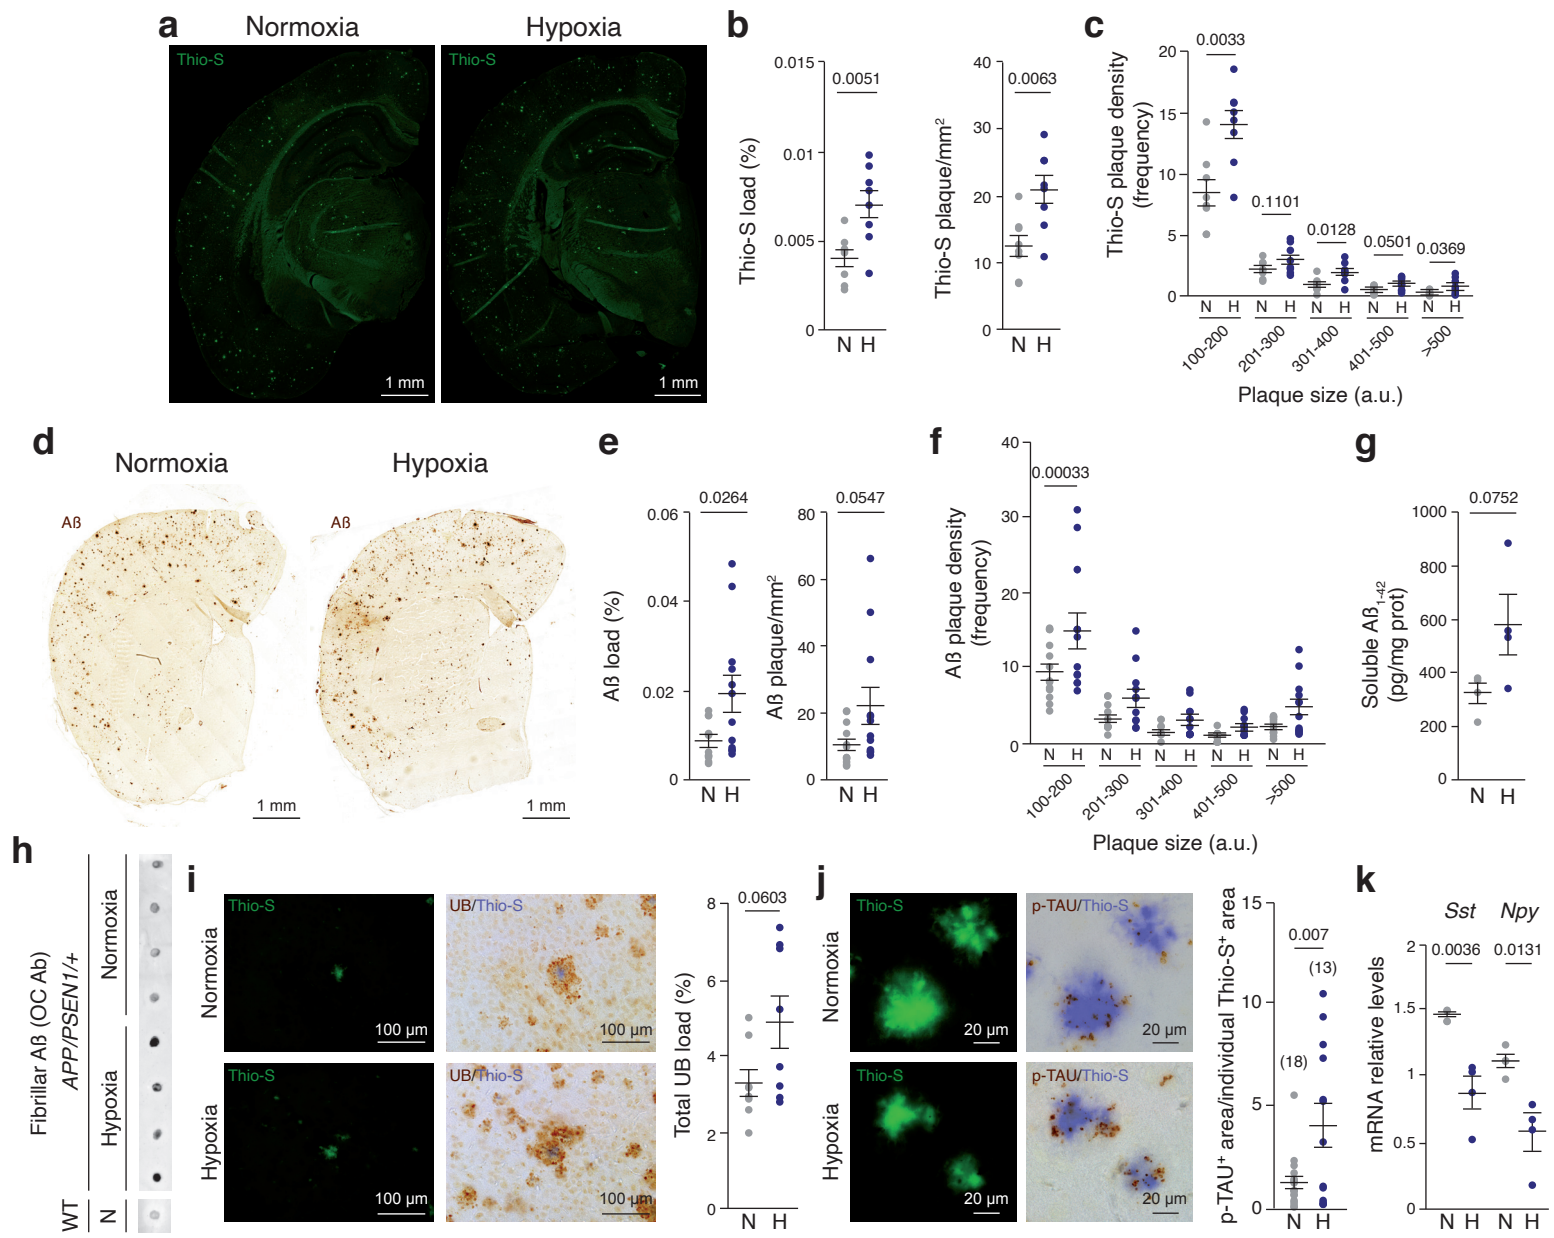 a
Normoxia
Hypoxia
Thio-S
Thio-S
1 mm
1 mm
b
Thio-S load (%)
0.015
0.01
0.005
0
0.0051
N H
Thio-S plaque/mm²
40
30
20
10
0
0.0063
N H
c
Thio-S plaque density
(frequency)
20
15
10
5
0
0.0033
0.1101
0.0128
0.0501
0.0369
N H N H N H N H N H
100-200
201-300
301-400
401-500
>500
Plaque size (a.u.)
d
Normoxia
Hypoxia
Aß
Aß
1 mm
1 mm
e
Aß load (%)
0.06
0.04
0.02
0
0.0264
N H
Aß plaque/mm²
80
60
40
20
0
0.0547
N H
f
Aß plaque density
(frequency)
40
30
20
10
0
0.00033
N H N H N H N H N H
100-200
201-300
301-400
401-500
>500
Plaque size (a.u.)
g
Soluble Aß1-42
(pg/mg prot)
1000
800
600
400
200
0
0.0752
N H
h
Fibrillar Aß (OC Ab)
APP/PSEN1/+
Normoxia
Hypoxia
WT
N
i
Normoxia
Hypoxia
Thio-S
100 µm
UB/Thio-S
100 µm
Thio-S
100 µm
UB/Thio-S
100 µm
Total UB load (%)
8
6
4
2
0
0.0603
N H
j
Normoxia
Hypoxia
Thio-S
20 µm
p-TAU/Thio-S
20 µm
Thio-S
20 µm
p-TAU/Thio-S
20 µm
p-TAU⁺ area/individual Thio-S⁺ area
15
10
5
0
0.007
(13)
(18)
N H
k
Sst Npy
mRNA relative levels
2
1.5
1
0.5
0
0.0036
0.0131
N H N H